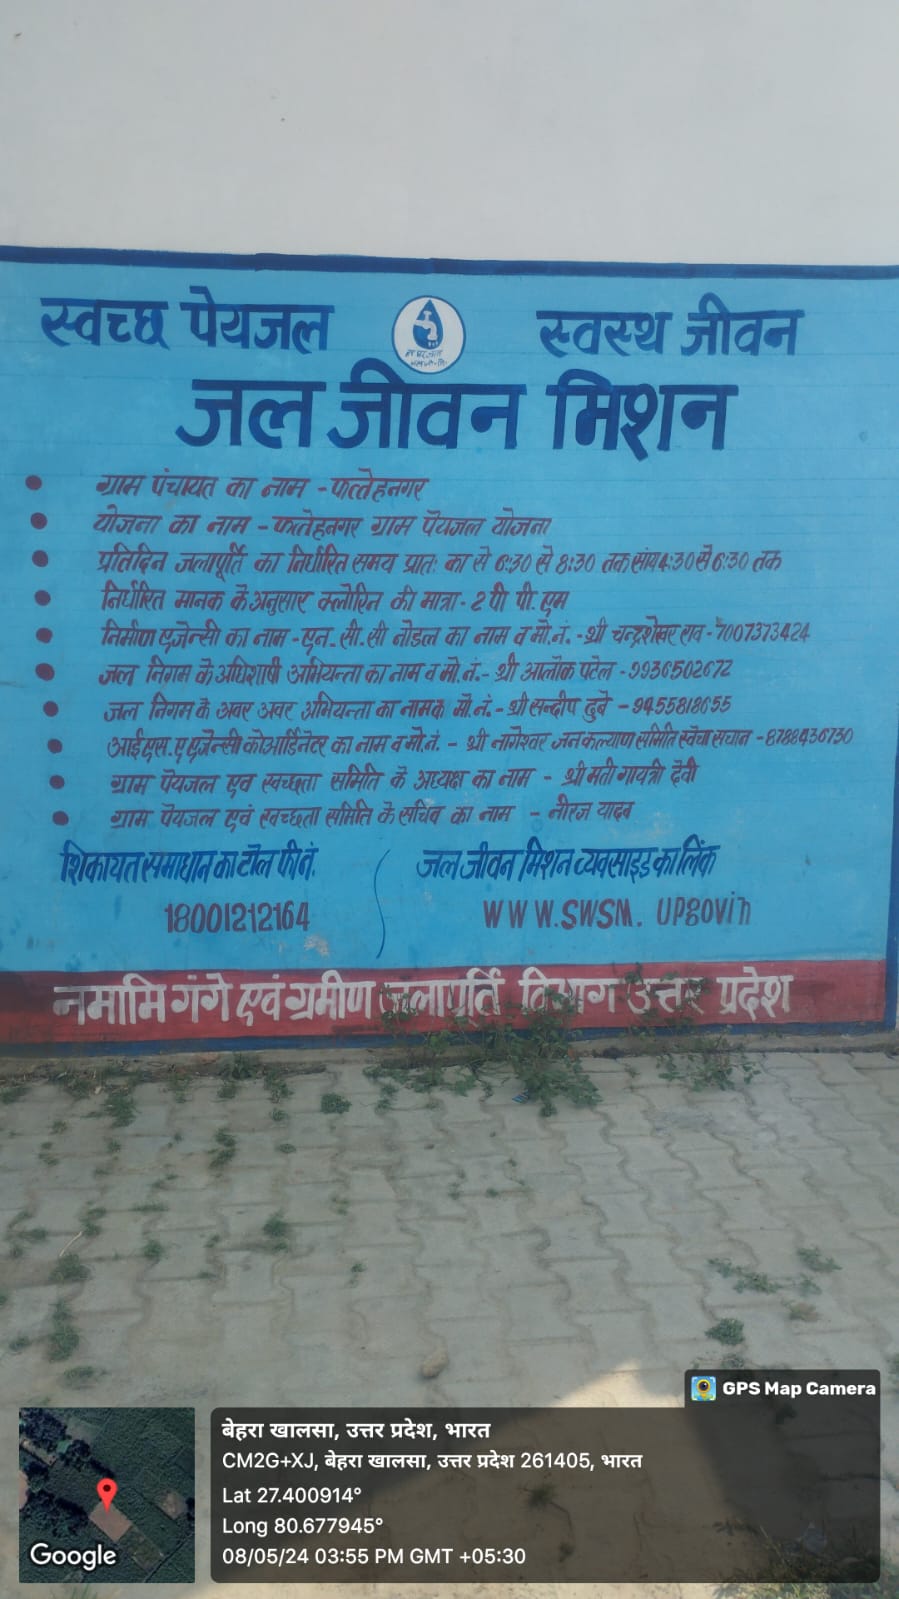 स्वच्छ पेयजल
स्वस्थ जीवन
जल जीवन मिशन
ग्राम पंचायत का नाम - फत्तेहनगर
योजना का नाम - फत्तेहनगर ग्राम पेयजल योजना
प्रतिदिन जलापूर्ति का निर्धारित समय प्रातः का से 6:30 से 8:30 तक सांय 4:30 से 6:30 तक
निर्धारित मानक के अनुसार क्लोरिन की मात्रा - 2 पी पी. एम
निर्माण एजेन्सी का नाम - एन. सी. सी नोडल का नाम व मो. नं. - श्री चन्द्रशेखर राव - 7007373424
जल निगम के अधिशाषी अभियन्ता का नाम व मो. नं. - श्री आलोक पटेल - 9936502672
जल निगम के अवर अवर अभियन्ता का नामक मो. नं. - श्री सन्दीप दुबे - 9455818655
आई एस. ए एजेन्सी कोआर्डिनेटर का नाम व मो. नं. - श्री नागेश्वर जन कल्याण समिति - 8788436730
ग्राम पेयजल एवं स्वच्छता समिति के अध्यक्ष का नाम - श्री मती गायत्री देवी
ग्राम पेयजल एवं स्वच्छता समिति के सचिव का नाम - नीरज यादव
शिकायत समाधान का टोल फ्री नं.
18001212164
जल जीवन मिशन व्यवसाइड का लिंक
WWW.SWSM. UPgovin
नमामि गंगे एवं ग्रमीण जलापूर्ति विभाग उत्तर प्रदेश
GPS Map Camera
बेहरा खालसा, उत्तर प्रदेश, भारत
CM2G+XJ, बेहरा खालसा, उत्तर प्रदेश 261405, भारत
Lat 27.400914°
Long 80.677945°
08/05/24 03:55 PM GMT +05:30
Google